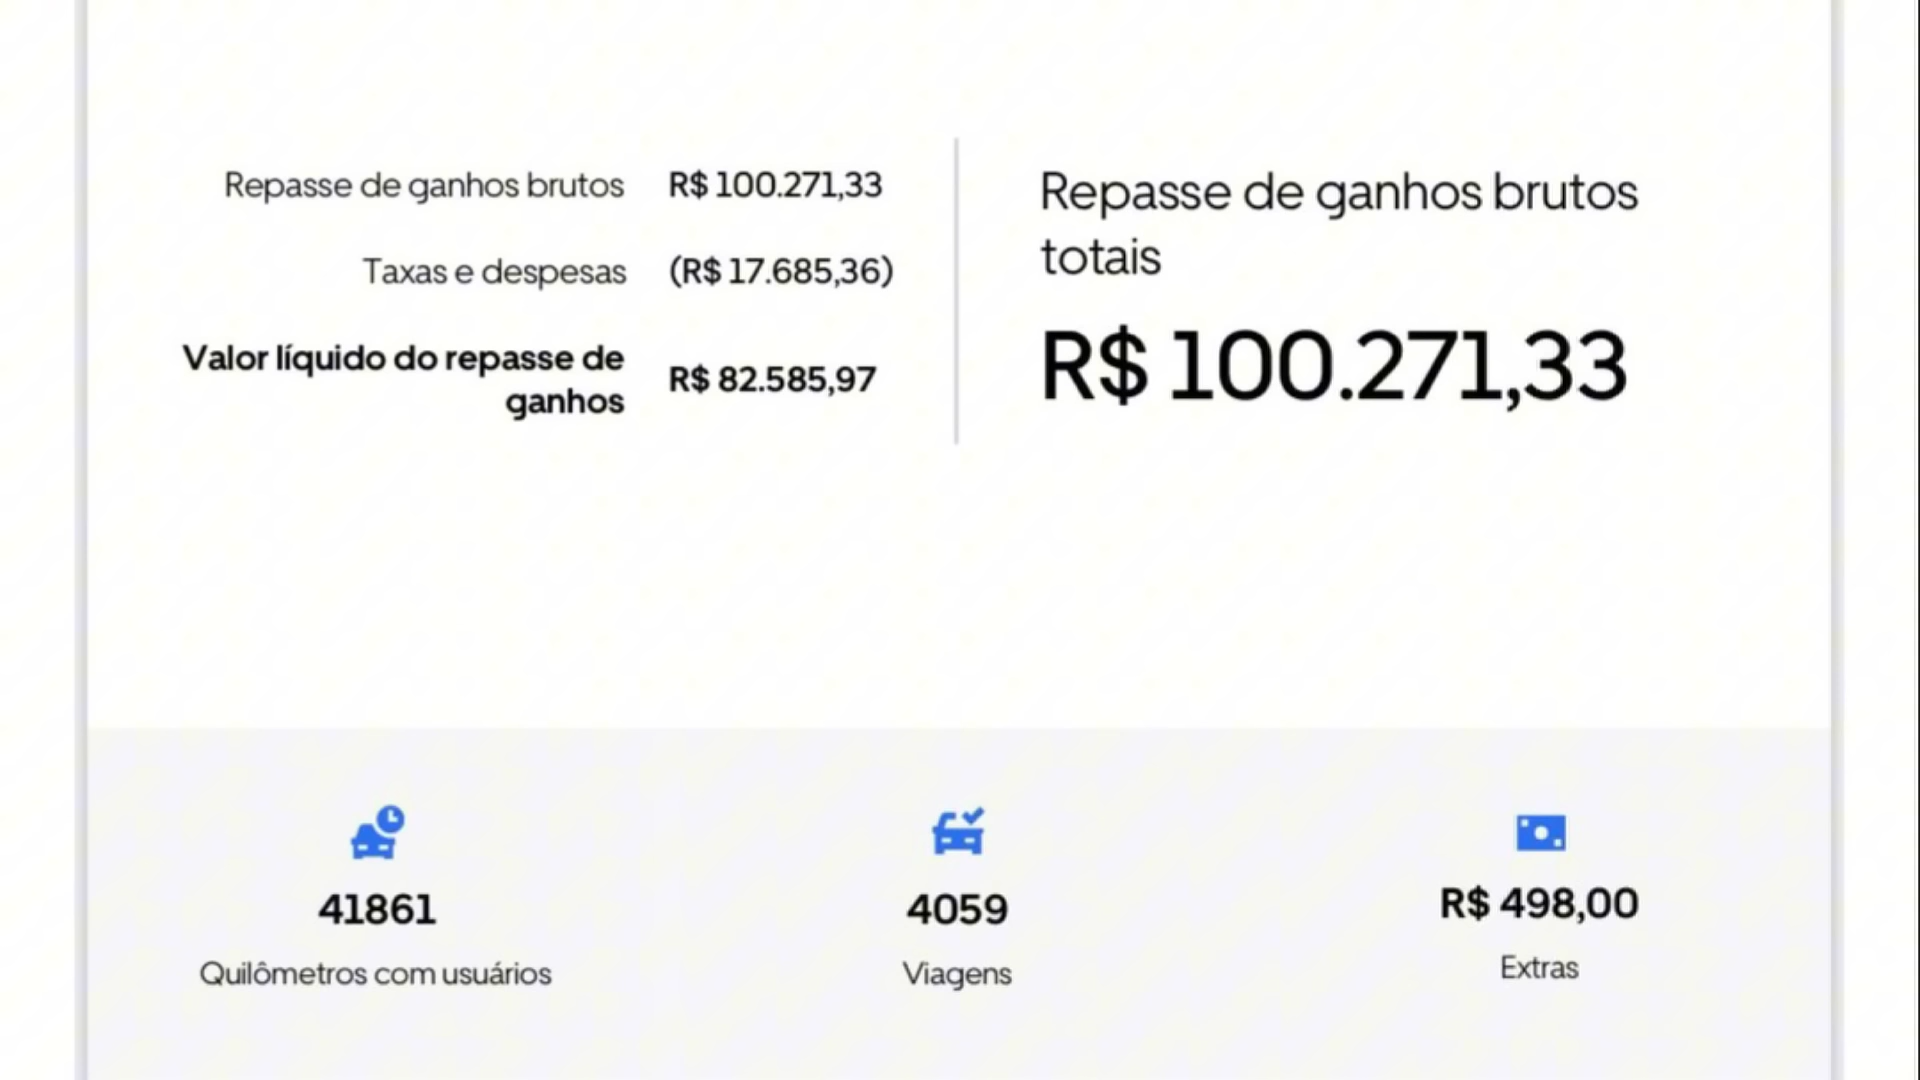 Repasse de ganhos brutos R$ 100.271,33
Taxas e despesas (R$ 17.685,36)
Valor líquido do repasse de
ganhos
R$ 82.585,97
Repasse de ganhos brutos
totais
R$ 100.271,33
41861
Quilômetros com usuários
4059
Viagens
R$ 498,00
Extras